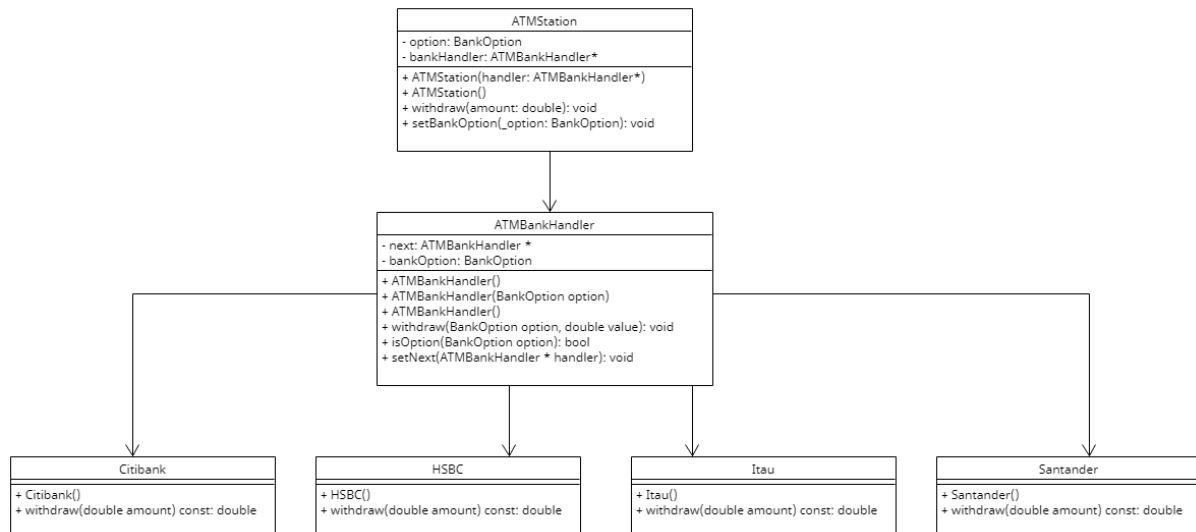 ATMStation
- option: BankOption
- bankHandler: ATMBankHandler*
+ ATMStation(handler: ATMBankHandler*)
+ ATMStation()
+ withdraw(amount: double): void
+ setBankOption(_option: BankOption): void
ATMBankHandler
- next: ATMBankHandler *
- bankOption: BankOption
+ ATMBankHandler()
+ ATMBankHandler(BankOption option)
+ ATMBankHandler()
+ withdraw(BankOption option, double value): void
+ isOption(BankOption option): bool
+ setNext(ATMBankHandler * handler): void
Citibank
+ Citibank()
+ withdraw(double amount) const: double
HSBC
+ HSBC()
+ withdraw(double amount) const: double
Itau
+ Itau()
+ withdraw(double amount) const: double
Santander
+ Santander()
+ withdraw(double amount) const: double